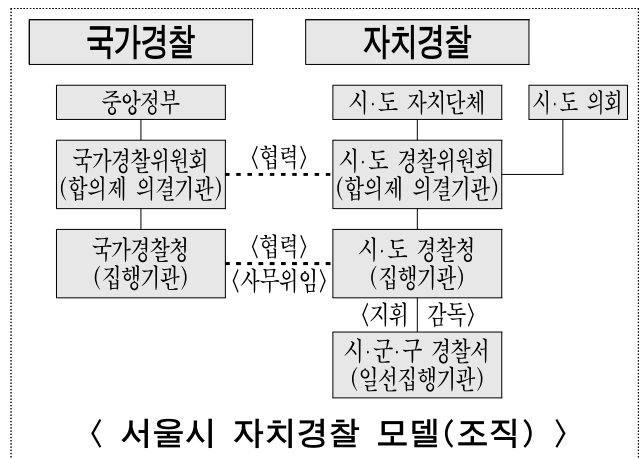 국가경찰
자치경찰
중앙정부
시·도 자치단체
시·도 의회
국가경찰위원회
(합의제 의결기관)
〈협력〉
시·도 경찰위원회
(합의제 의결기관)
국가경찰청
(집행기관)
〈협력〉
〈사무위임〉
시·도 경찰청
(집행기관)
〈지휘 감독〉
시·군·구 경찰서
(일선집행기관)
〈 서울시 자치경찰 모델(조직) 〉